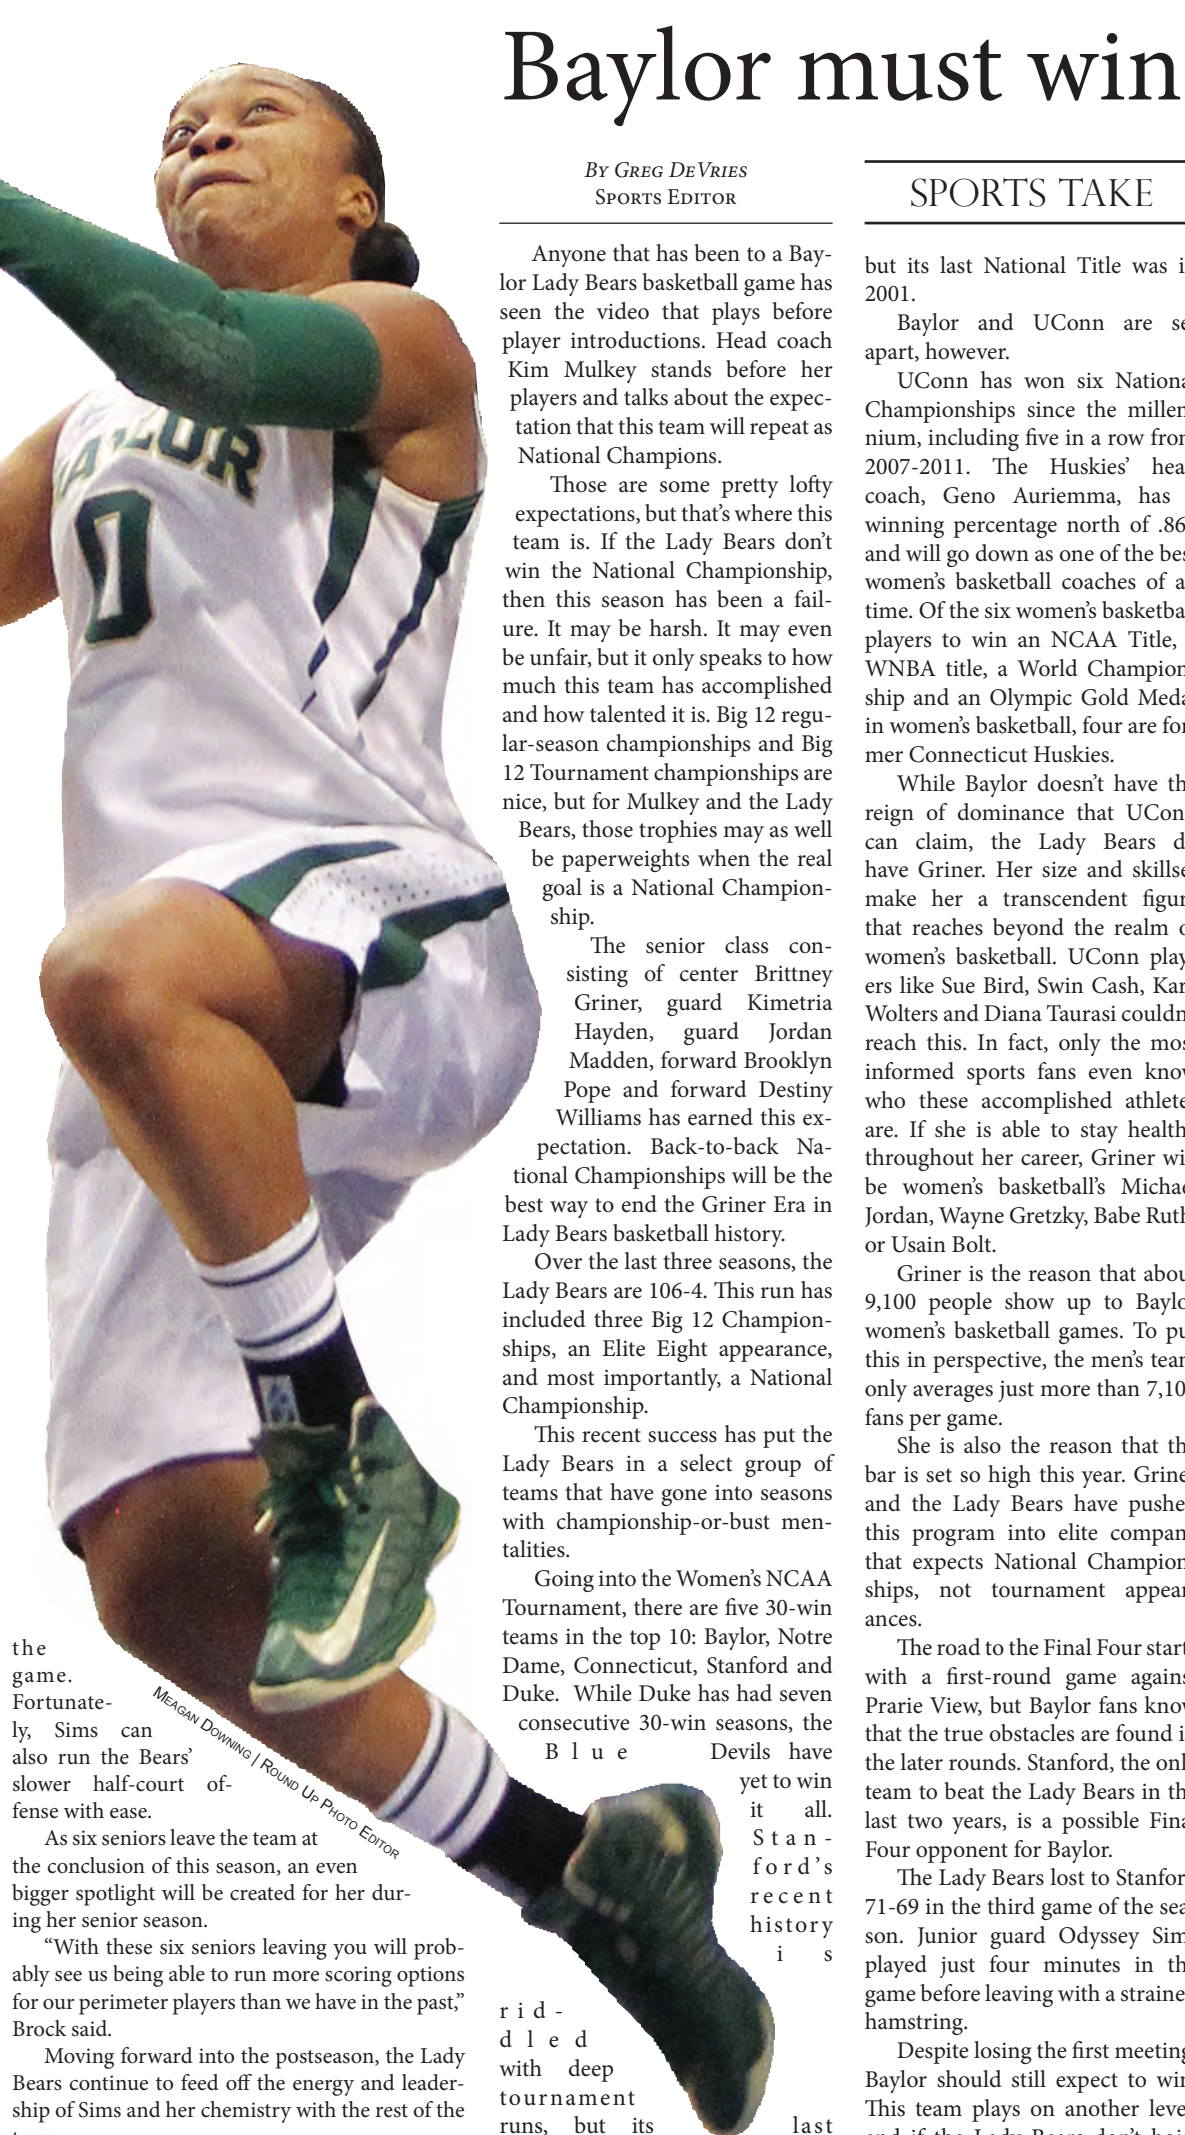 Baylor must win
By Greg DeVries
Sports Editor
Anyone that has been to a Bay-
lor Lady Bears basketball game has
seen the video that plays before
player introductions. Head coach
Kim Mulkey stands before her
players and talks about the expec-
tation that this team will repeat as
National Champions.
Those are some pretty lofty
expectations, but that's where this
team is. If the Lady Bears don't
win the National Championship,
then this season has been a fail-
ure. It may be harsh. It may even
be unfair, but it only speaks to how
much this team has accomplished
and how talented it is. Big 12 regu-
lar-season championships and Big
12 Tournament championships are
nice, but for Mulkey and the Lady
Bears, those trophies may as well
be paperweights when the real
goal is a National Champion-
ship.
The senior class con-
sisting of center Brittney
Griner, guard Kimetria
Hayden, guard Jordan
Madden, forward Brooklyn
Pope and forward Destiny
Williams has earned this ex-
pectation. Back-to-back Na-
tional Championships will be the
best way to end the Griner Era in
Lady Bears basketball history.
Over the last three seasons, the
Lady Bears are 106-4. This run has
included three Big 12 Champion-
ships, an Elite Eight appearance,
and most importantly, a National
Championship.
This recent success has put the
Lady Bears in a select group of
teams that have gone into seasons
with championship-or-bust men-
talities.
Going into the Women's NCAA
Tournament, there are five 30-win
teams in the top 10: Baylor, Notre
Dame, Connecticut, Stanford and
Duke. While Duke has had seven
consecutive 30-win seasons, the
Blue Devils have
yet to win
it all.
Stan-
ford's
recent
history
is
rid-
dled
with deep
tournament
runs, but its last
SPORTS TAKE
but its last National Title was
2001.
Baylor and UConn are
apart, however.
UConn has won six
Championships since the millen
nium, including five in a row
2007-2011. The Huskies'
coach, Geno Auriemma, has
winning percentage north of
and will go down as one of the
women's basketball coaches of
time. Of the six women's
players to win an NCAA Title,
WNBA title, a World Champion
ship and an Olympic Gold
in women's basketball, four are for
mer Connecticut Huskies.
While Baylor doesn't have
reign of dominance that
can claim, the Lady Bears
have Griner. Her size and
make her a transcendent
that reaches beyond the realm
women's basketball. UConn play
ers like Sue Bird, Swin Cash,
Wolters and Diana Taurasi
reach this. In fact, only the
informed sports fans even
who these accomplished
are. If she is able to stay
throughout her career, Griner
be women's basketball's
Jordan, Wayne Gretzky, Babe
or Usain Bolt.
Griner is the reason that
9,100 people show up to
women's basketball games. To
this in perspective, the men's
only averages just more than
fans per game.
She is also the reason that
bar is set so high this year.
and the Lady Bears have
this program into elite
that expects National Champion
ships, not tournament appear
ances.
The road to the Final Four
with a first-round game
Prarie View, but Baylor fans
that the true obstacles are found
the later rounds. Stanford, the
team to beat the Lady Bears in
last two years, is a possible
Four opponent for Baylor.
The Lady Bears lost to
71-69 in the third game of the sea
son. Junior guard Odyssey
played just four minutes in
game before leaving with a
hamstring.
Despite losing the first
Baylor should still expect to
This team plays on another
BAYLOR
0
the
game.
Fortunate-
ly, Sims can
also run the Bears'
slower half-court of-
fense with ease.
As six seniors leave the team at
the conclusion of this season, an even
bigger spotlight will be created for her dur-
ing her senior season.
"With these six seniors leaving you will prob-
ably see us being able to run more scoring options
for our perimeter players than we have in the past,"
Brock said.
Moving forward into the postseason, the Lady
Bears continue to feed off the energy and leader-
ship of Sims and her chemistry with the rest of the
Meagan Downing | Round Up Photo Editor